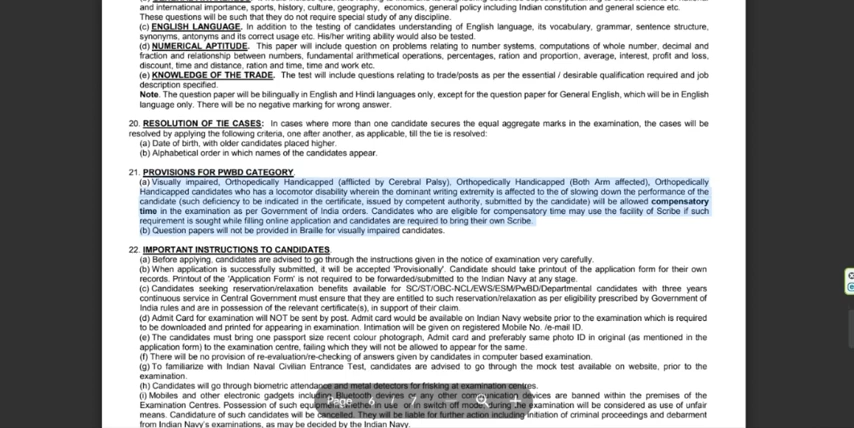 and international importance, sports, history, culture, geography, economics, general policy including Indian constitution and general science etc.
These questions will be such that they do not require special study of any discipline.
(c) ENGLISH LANGUAGE. In addition to the testing of candidates understanding of English language, its vocabulary, grammar, sentence structure,
synonyms, antonyms and its correct usage etc. His/her writing ability would also be tested.
(d) NUMERICAL APTITUDE. This paper will include question on problems relating to number systems, computations of whole number, decimal and
fraction and relationship between numbers, fundamental arithmetical operations, percentages, ration and proportion, average, interest, profit and loss,
discount, time and distance, ration and time, time and work etc.
(e) KNOWLEDGE OF THE TRADE. The test will include questions relating to trade/posts as per the essential / desirable qualification required and job
description specified.
Note. The question paper will be bilingually in English and Hindi languages only, except for the question paper for General English, which will be in English
language only. There will be no negative marking for wrong answer.
20. RESOLUTION OF TIE CASES: In cases where more than one candidate secures the equal aggregate marks in the examination, the cases will be
resolved by applying the following criteria, one after another, as applicable, till the tie is resolved:
(a) Date of birth, with older candidates placed higher.
(b) Alphabetical order in which names of the candidates appear.
21. PROVISIONS FOR PWBD CATEGORY.
(a) Visually impaired, Orthopedically Handicapped (afflicted by Cerebral Palsy), Orthopedically Handicapped (Both Arm affected), Orthopedically
Handicapped candidates who has a locomotor disability wherein the dominant writing extremity is affected to the of slowing down the performance of the
candidate (such deficiency to be indicated in the certificate, issued by competent authority, submitted by the candidate) will be allowed compensatory
time in the examination as per Government of India orders. Candidates who are eligible for compensatory time may use the facility of Scribe if such
requirement is sought while filling online application and candidates are required to bring their own Scribe.
(b) Question papers will not be provided in Braille for visually impaired candidates.
22. IMPORTANT INSTRUCTIONS TO CANDIDATES.
(a) Before applying, candidates are advised to go through the instructions given in the notice of examination very carefully.
(b) When application is successfully submitted, it will be accepted 'Provisionally'. Candidate should take printout of the application form for their own
records. Printout of the 'Application Form' is not required to be forwarded/submitted to the Indian Navy at any stage.
(c) Candidates seeking reservation/relaxation benefits available for SC/ST/OBC-NCL/EWS/ESM/PwBD/Departmental candidates with three years
continuous service in Central Government must ensure that they are entitled to such reservation/relaxation as per eligibility prescribed by Government of
India rules and are in possession of the relevant certificate(s), in support of their claim.
(d) Admit Card for examination will NOT be sent by post. Admit card would be available on Indian Navy website prior to the examination which is required
to be downloaded and printed for appearing in examination. Intimation will be given on registered Mobile No. /e-mail ID.
(e) The candidates must bring one passport size recent colour photograph, Admit card and preferably same photo ID in original (as mentioned in the
application form) to the examination centre, failing which they will not be allowed to appear for the same.
(f) There will be no provision of re-evaluation/re-checking of answers given by candidates in computer based examination.
(g) To familiarize with Indian Naval Civilian Entrance Test, candidates are advised to go through the mock test available on website, prior to the
examination.
(h) Candidates will go through biometric attendance and metal detectors for frisking at examination centres.
(i) Mobiles and other electronic gadgets including Bluetooth devices or any other communication devices are banned within the premises of the
Examination Centres. Possession of such equipment whether in use or in switch off mode during the examination will be considered as use of unfair
means. Candidature of such candidates will be cancelled. They will be liable for further action including initiation of criminal proceedings and debarment
from Indian Navy's examinations, as may be decided by the Indian Navy.
Page 6 / 7